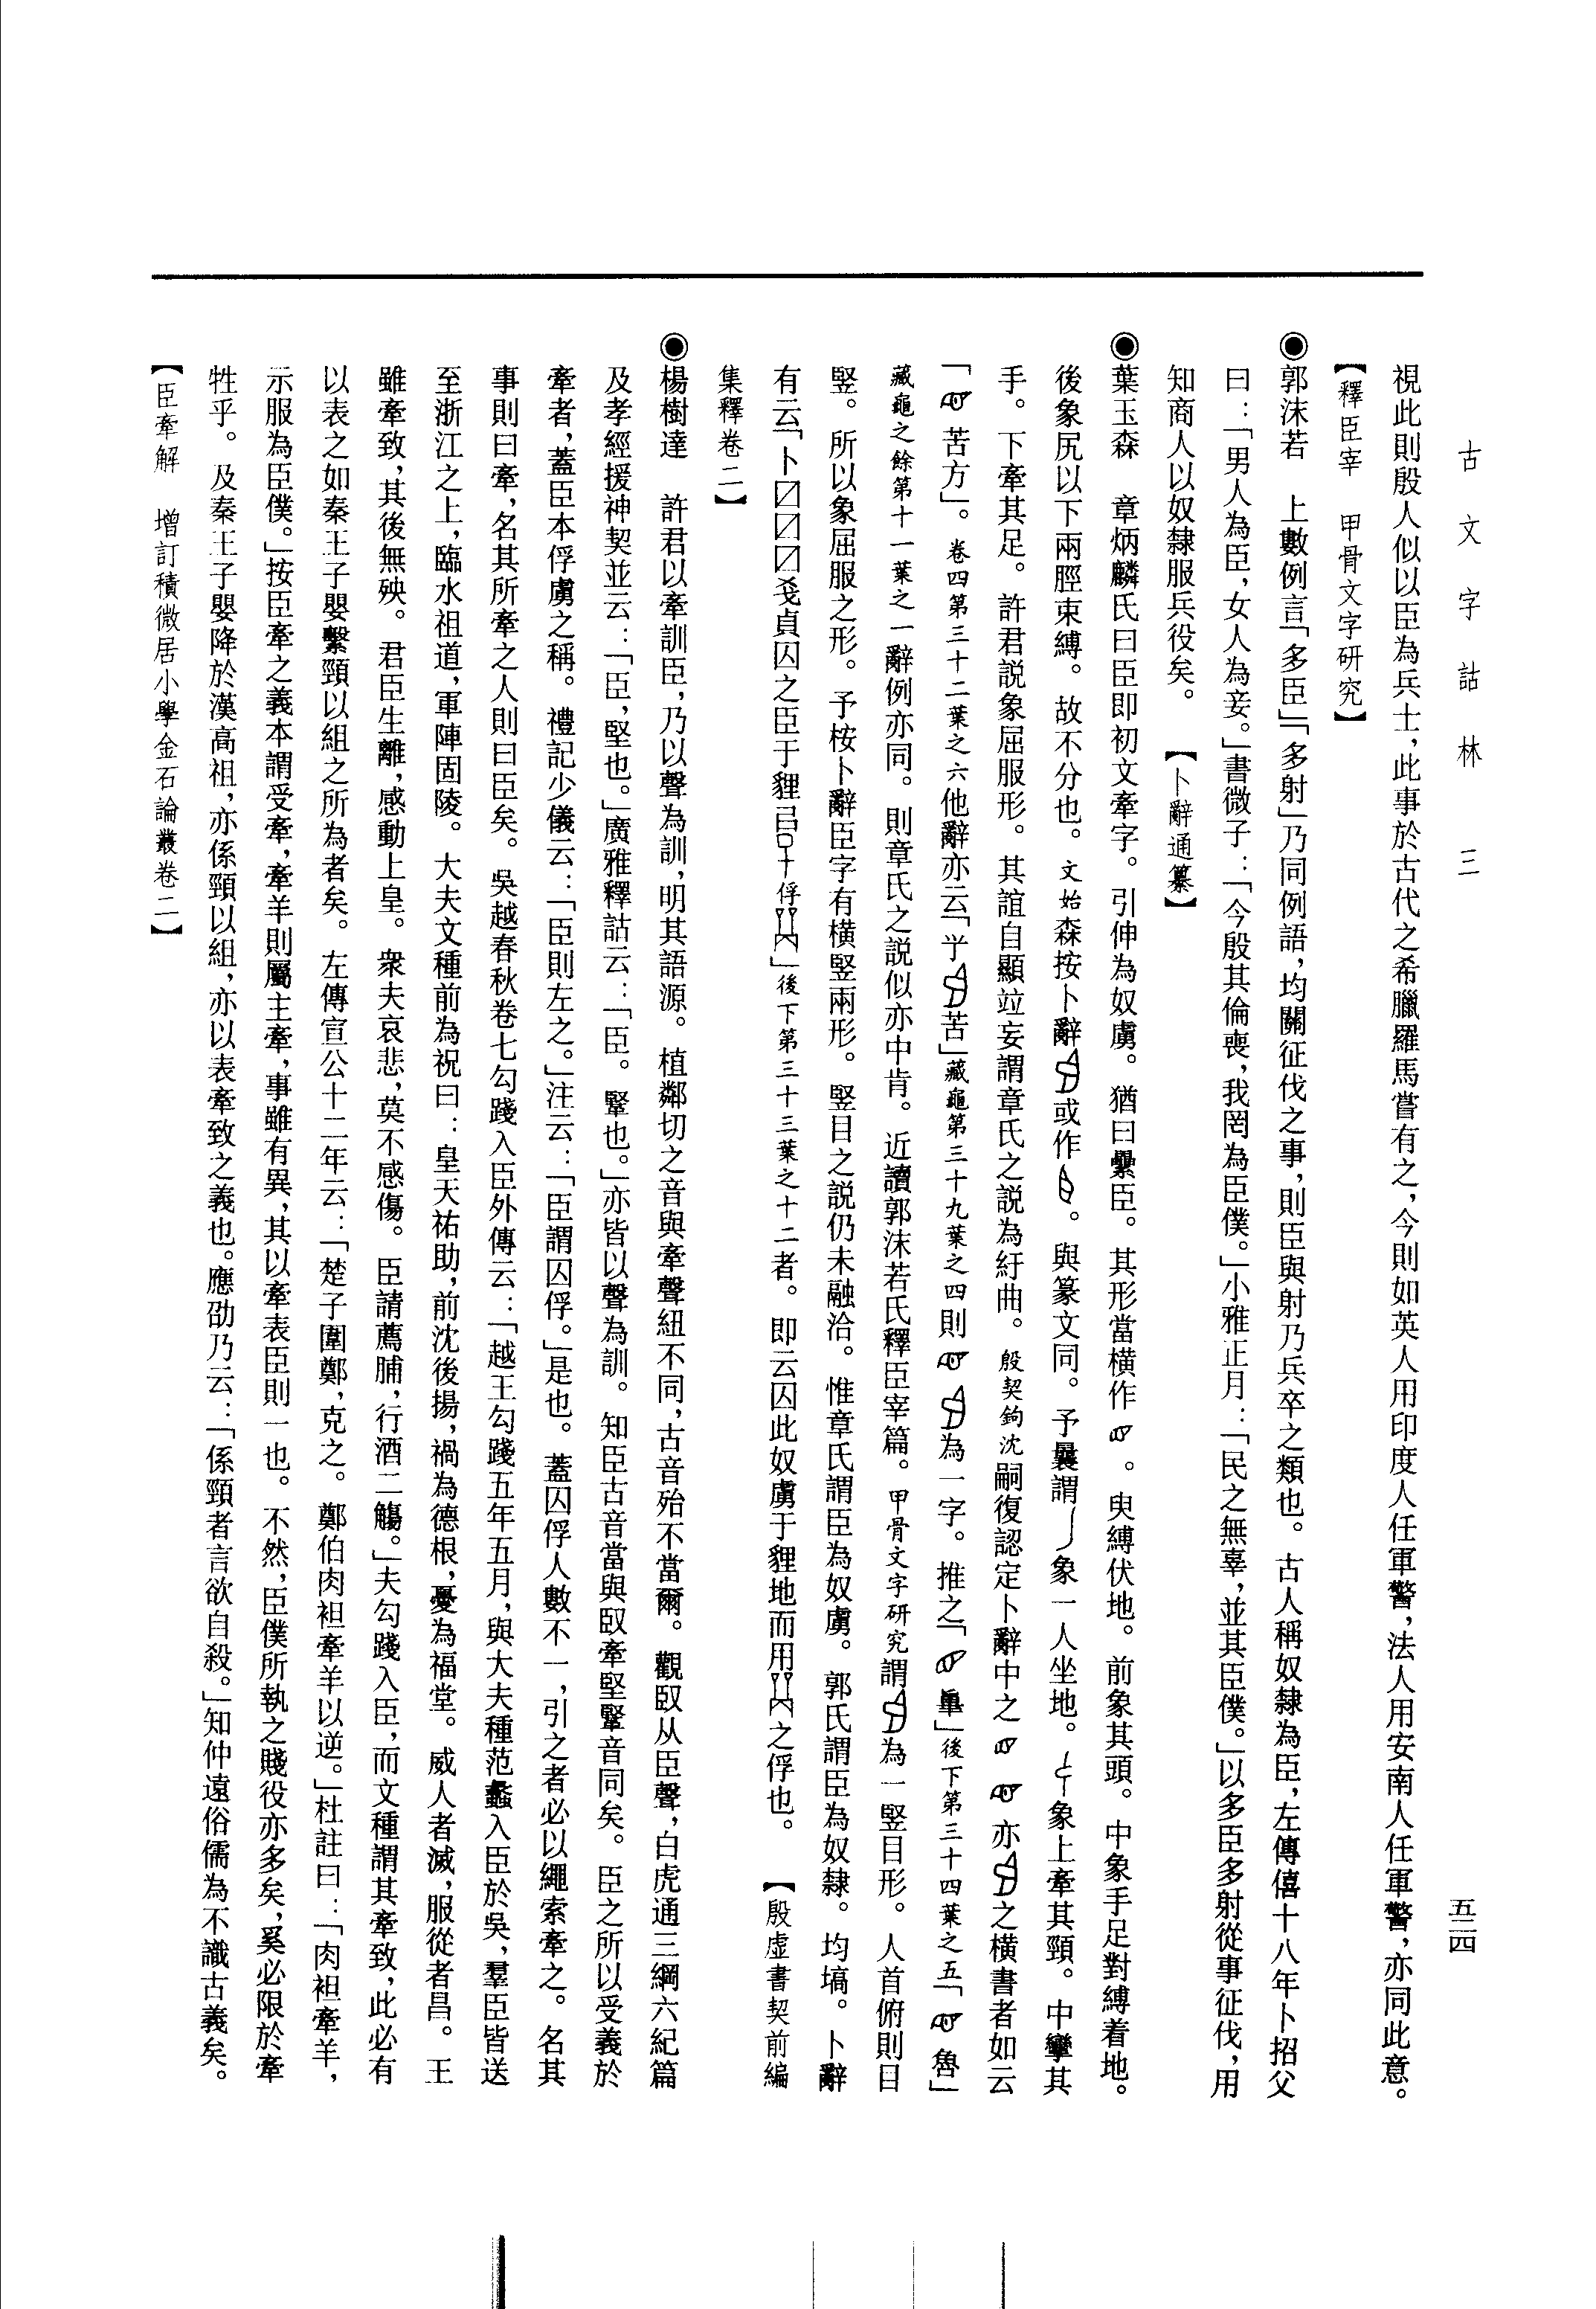 古文字詁林 三
五三四
視此則殷人似以臣為兵士，此事於古代之希臘羅馬嘗有之，今則如英人用印度人任軍警，法人用安南人任軍警，亦同此意。
【釋臣宰　甲骨文字研究】
◉郭沫若　上數例言「多臣」「多射」乃同例語，均關征伐之事，則臣與射乃兵卒之類也。古人稱奴隸為臣，左傳僖十八年卜招父
曰：「男人為臣，女人為妾。」書微子：「今殷其倫喪，我罔為臣僕。」小雅正月：「民之無辜，並其臣僕。」以多臣多射從事征伐，用
知商人以奴隸服兵役矣。　【卜辭通纂】
◉葉玉森　章炳麟氏曰臣即初文牽字。引伸為奴虜。猶曰纍臣。其形當橫作。臾縛伏地。前象其頭。中象手足對縛着地。
後象尻以下兩脛束縛。故不分也。文始森按卜辭或作。與篆文同。予曩謂象一人坐地。象上牽其頸。中攣其
手。下牽其足。許君說象屈服形。其誼自顯竝妄謂章氏之說為紆曲。殷契鉤沈嗣復認定卜辭中之亦之橫書者如云
「苦方」。卷四第三十二葉之六他辭亦云「苦」藏龜第三十九葉之四則為一字。推之「」後下第三十四葉之五「魯」
藏龜之餘第十一葉之一辭例亦同。則章氏之說似亦中肯。近讀郭沫若氏釋臣宰篇。甲骨文字研究謂為一豎目形。人首俯則目
豎。所以象屈服之形。予桉卜辭臣字有橫豎兩形。豎目之說仍未融洽。惟章氏謂臣為奴虜。郭氏謂臣為奴隸。均塙。卜辭
有云「卜〼〼〼貞囚之臣于貍俘」後下第三十三葉之十二者。即云囚此奴虜于貍地而用之俘也。　【殷虛書契前編
集釋卷二】
◉楊樹達　許君以牽訓臣，乃以聲為訓，明其語源。植鄰切之音與牽聲紐不同，古音殆不當爾。觀臤从臣聲，白虎通三綱六紀篇
及孝經援神契並云：「臣，堅也。」廣雅釋詁云：「臣。鋻也。」亦皆以聲為訓。知臣古音當與臤牽堅鋻音同矣。臣之所以受義於
牽者，蓋臣本俘虜之稱。禮記少儀云：「臣則左之。」注云：「臣謂囚俘。」是也。蓋囚俘人數不一，引之者必以繩索牽之。名其
事則曰牽，名其所牽之人則曰臣矣。吳越春秋卷七勾踐入臣外傳云：「越王勾踐五年五月，與大夫種范蠡入臣於吳，羣臣皆送
至浙江之上，臨水祖道，軍陣固陵。大夫文種前為祝曰：皇天祐助，前沈後揚，禍為德根，憂為福堂。威人者滅，服從者昌。王
雖牽致，其後無殃。君臣生離，感動上皇。衆夫哀悲，莫不感傷。臣請薦脯，行酒二觴。」夫勾踐入臣，而文種謂其牽致，此必有
以表之如秦王子嬰繫頸以組之所為者矣。左傳宣公十二年云：「楚子圍鄭，克之。鄭伯肉袒牽羊以逆。」杜註曰：「肉袒牽羊，
示服為臣僕。」按臣牽之義本謂受牽，牽羊則屬主牽，事雖有異，其以牽表臣則一也。不然，臣僕所執之賤役亦多矣，奚必限於牽
牲乎。及秦王子嬰降於漢高祖，亦係頸以組，亦以表牽致之義也。應劭乃云：「係頸者言欲自殺。」知仲遠俗儒為不識古義矣。
【臣牽解　增訂積微居小學金石論叢卷二】